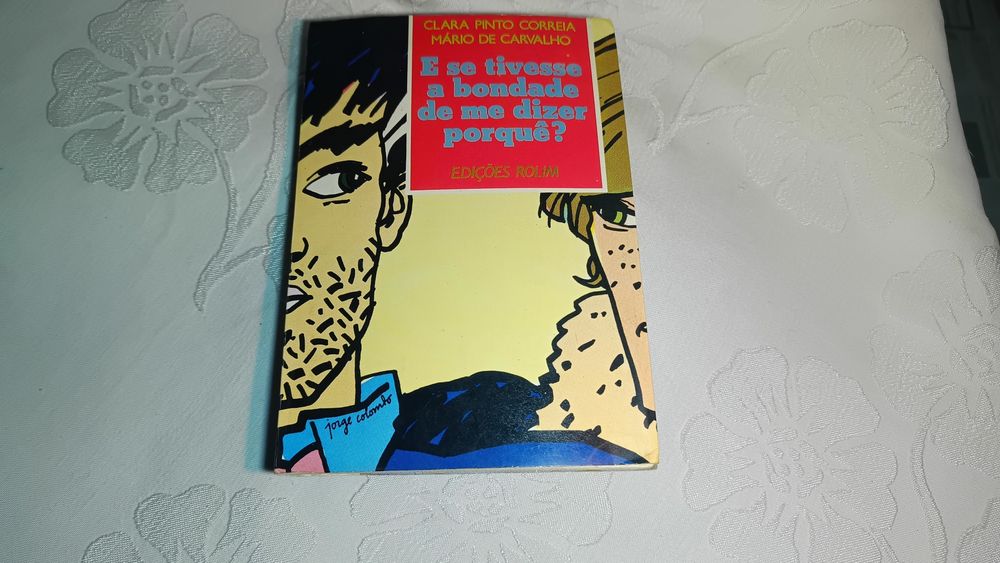 CLARA PINTO CORREIA
MÁRIO DE CARVALHO
E se tivesse
a bondade
de me dizer
porquê?
EDIÇÕES ROLIM
jorge colombo